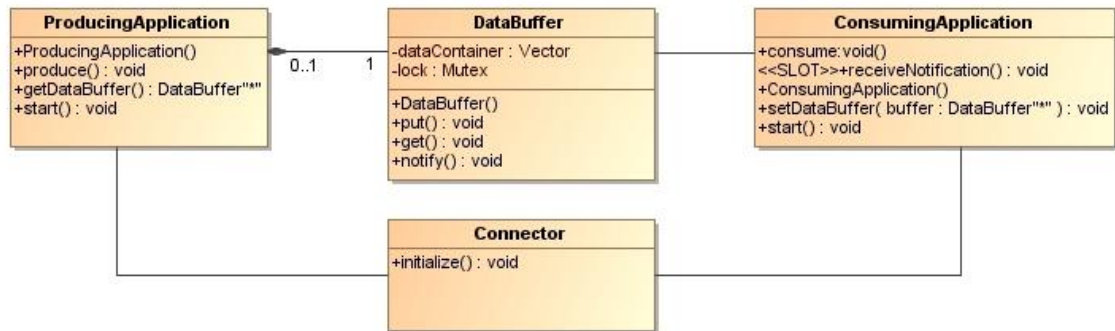 ProducingApplication
+ProducingApplication()
+produce() : void
+getDataBuffer() : DataBuffer"*"
+start() : void
0..1
1
DataBuffer
-dataContainer : Vector
-lock : Mutex
+DataBuffer()
+put() : void
+get() : void
+notify() : void
ConsumingApplication
+consume:void()
<<SLOT>>+receiveNotification() : void
+ConsumingApplication()
+setDataBuffer( buffer : DataBuffer"*" ) : void
+start() : void
Connector
+initialize() : void